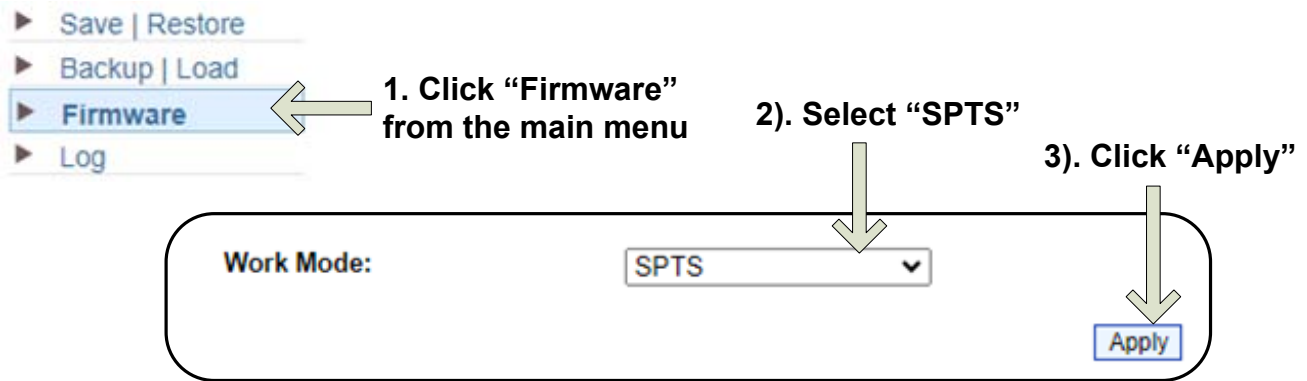 Save | Restore
Backup | Load
Firmware
Log
1. Click “Firmware”
from the main menu
2). Select “SPTS”
3). Click “Apply”
Work Mode:
SPTS
Apply